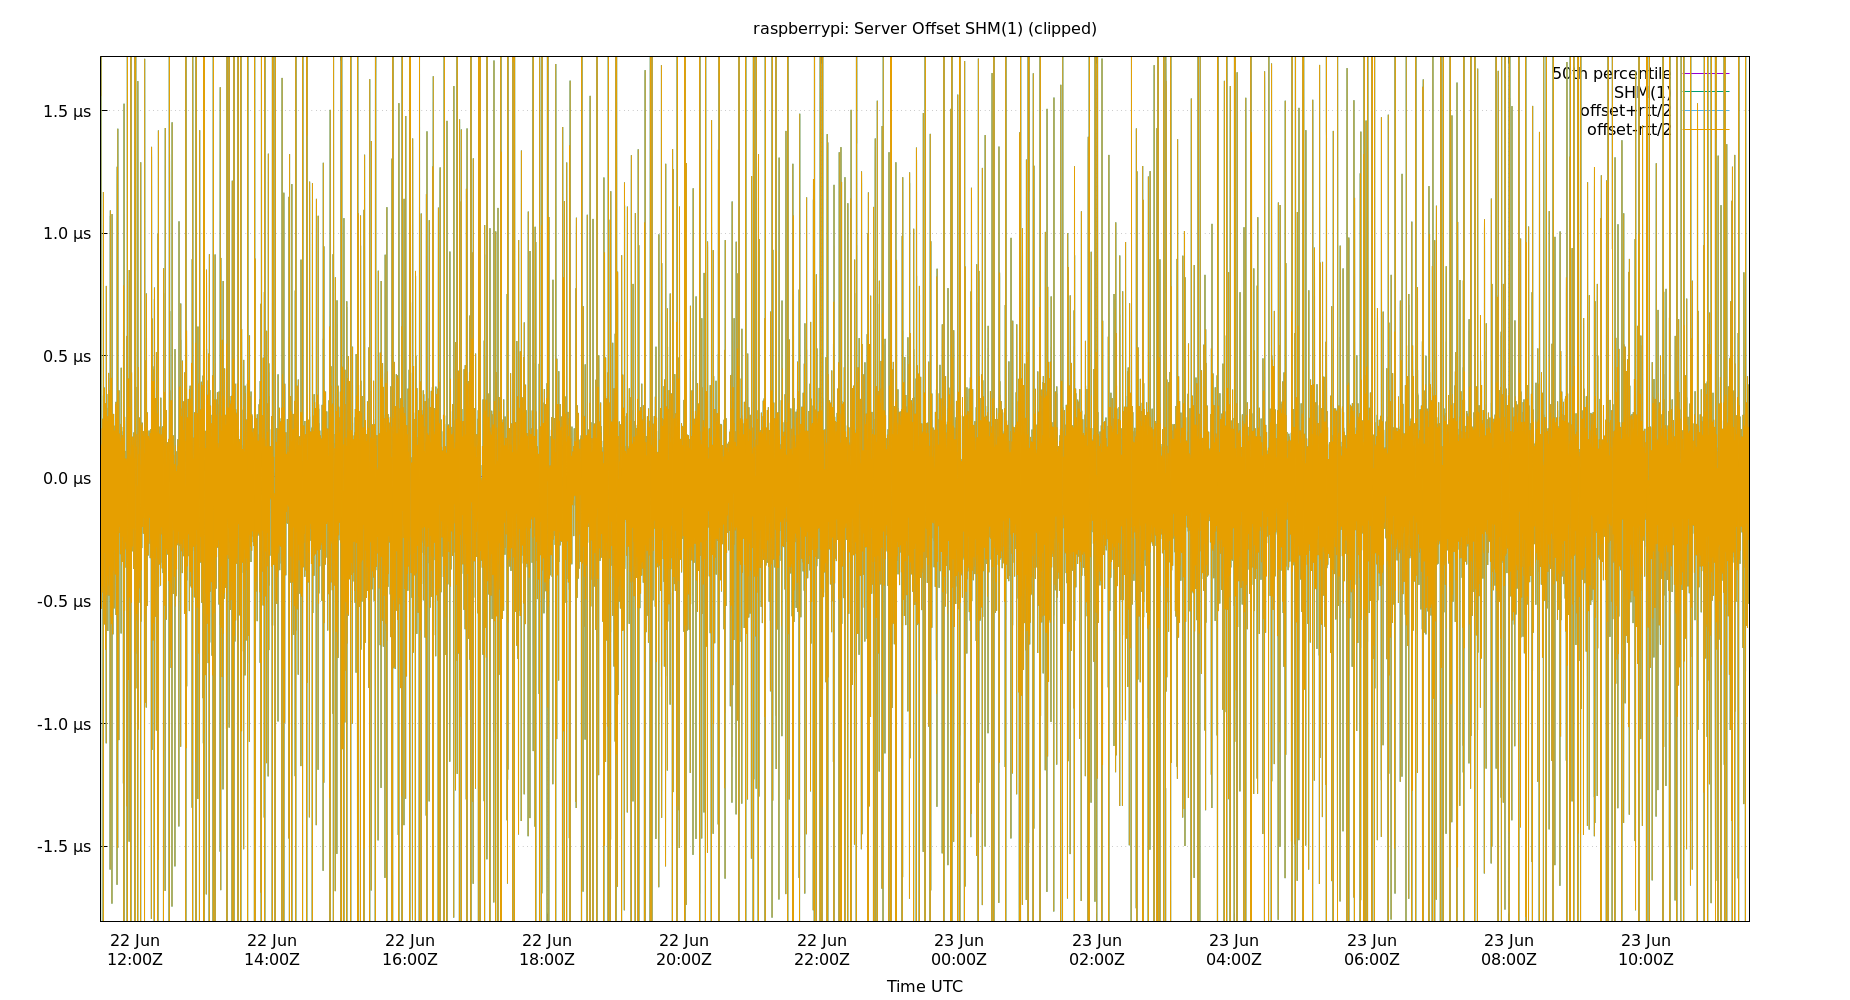 raspberrypi: Server Offset SHM(1) (clipped)
50th percentile
SHM(1)
offset+rtt/2
offset-rtt/2
1.5 µs
1.0 µs
0.5 µs
0.0 µs
-0.5 µs
-1.0 µs
-1.5 µs
22 Jun 22 Jun 22 Jun 22 Jun 22 Jun 22 Jun 23 Jun 23 Jun 23 Jun 23 Jun 23 Jun 23 Jun
12:00Z 14:00Z 16:00Z 18:00Z 20:00Z 22:00Z 00:00Z 02:00Z 04:00Z 06:00Z 08:00Z 10:00Z
Time UTC